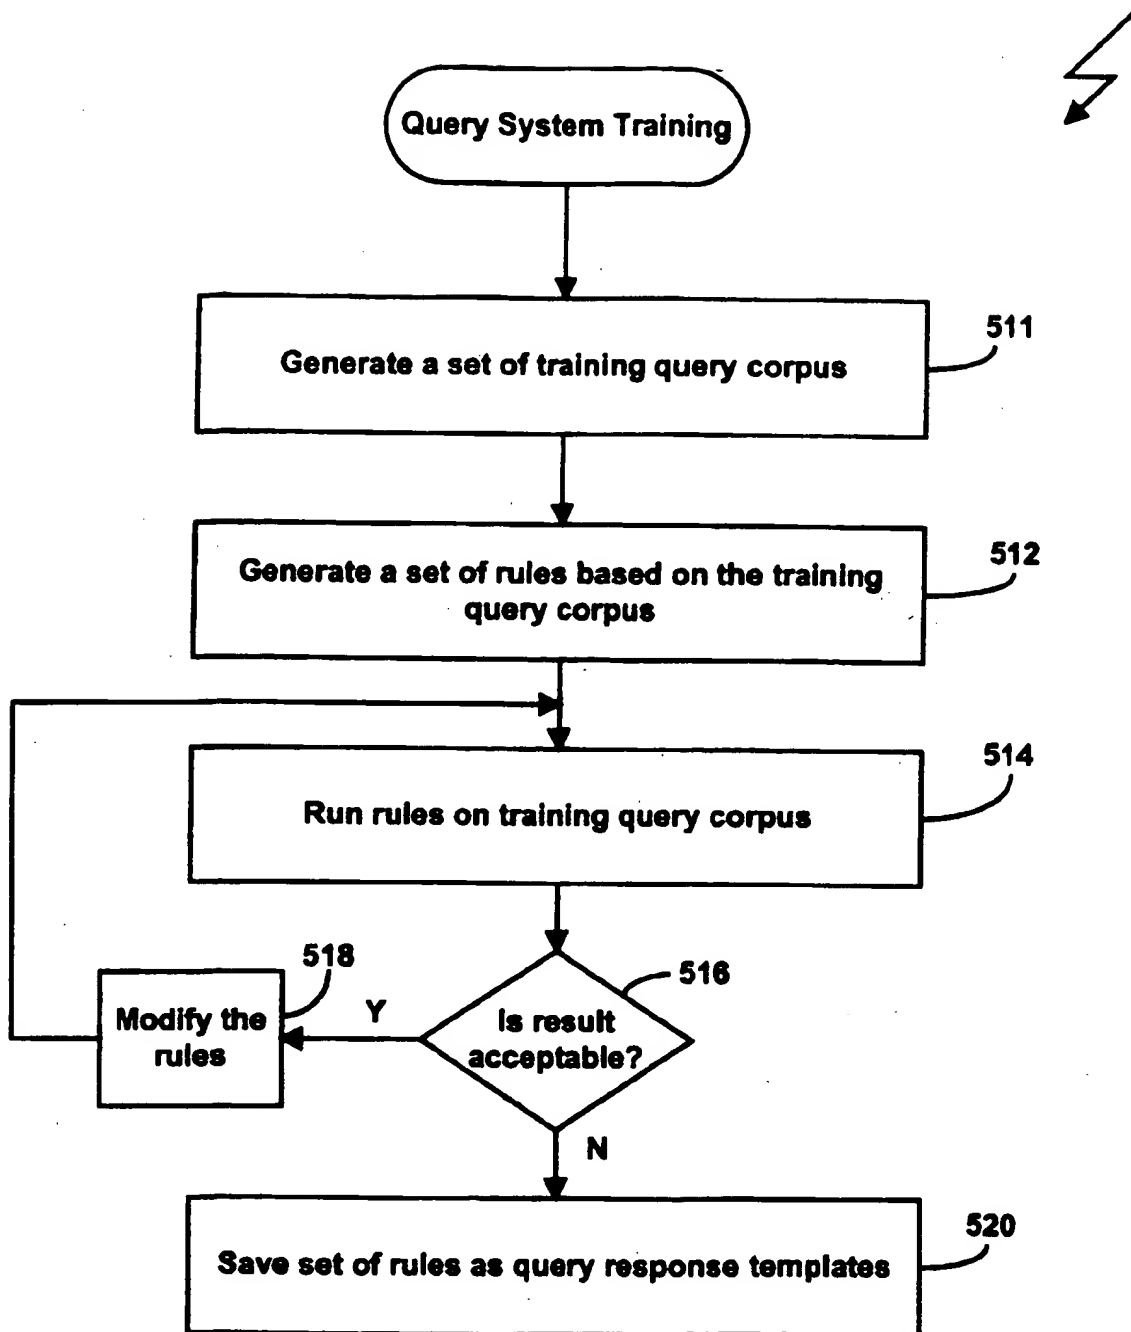 Query System Training
511
Generate a set of training query corpus
512
Generate a set of rules based on the training
query corpus
514
Run rules on training query corpus
518
516
Modify the
rules
Y
Is result
acceptable?
N
520
Save set of rules as query response templates